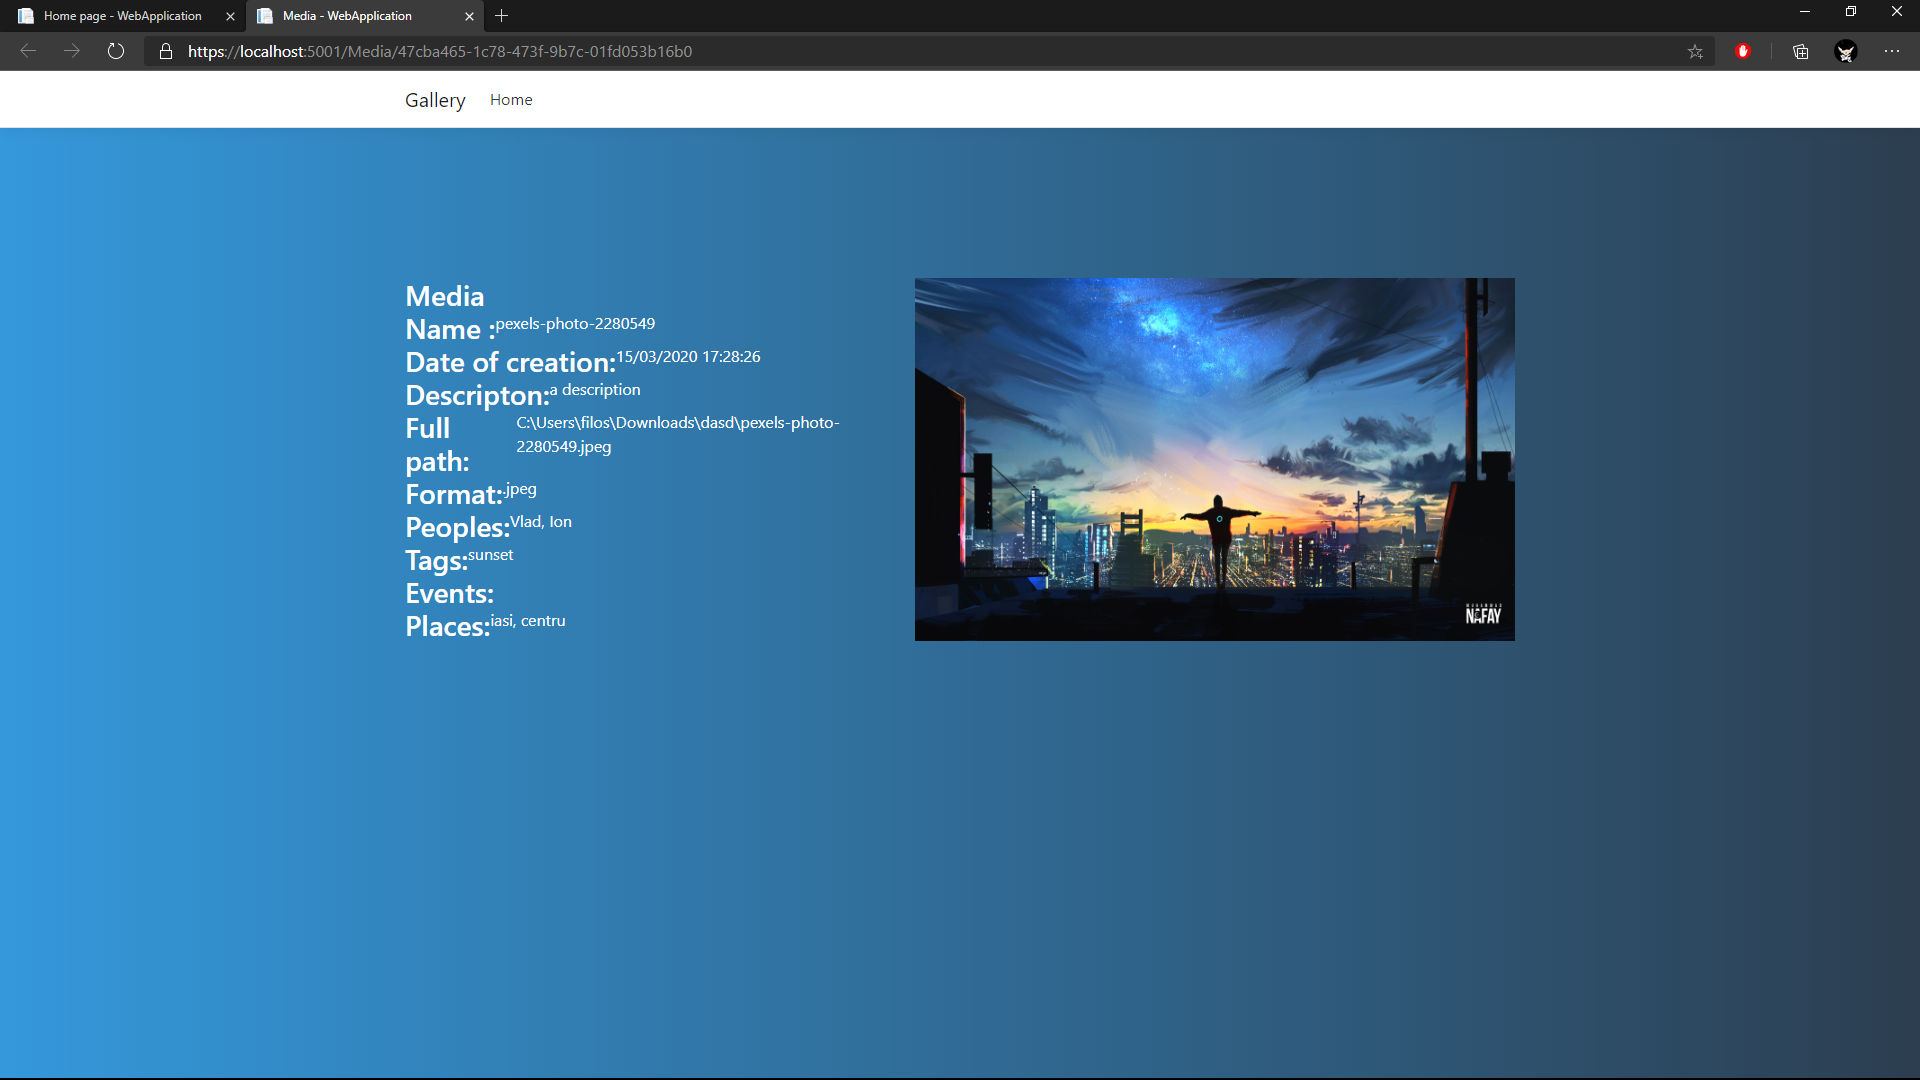 Home page - WebApplication
Media - WebApplication
https://localhost:5001/Media/47cba465-1c78-473f-9b7c-01fd053b16b0
Gallery Home
Media
Name :pexels-photo-2280549
Date of creation:15/03/2020 17:28:26
Descripton:a description
Full path:
C:\Users\filos\Downloads\dasd\pexels-photo-
2280549.jpeg
Format:.jpeg
Peoples:Vlad, Ion
Tags:sunset
Events:
Places:iasi, centru
NAFAY